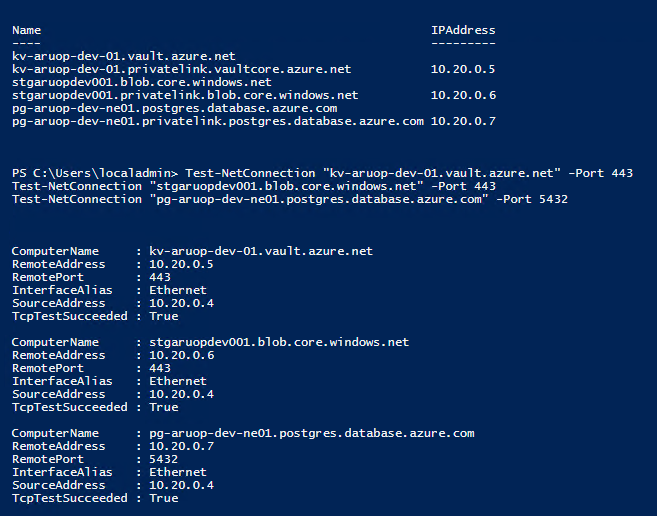 Name IPAddress
---- ---------
kv-aruop-dev-01.vault.azure.net
kv-aruop-dev-01.privatelink.vaultcore.azure.net 10.20.0.5
stgaruopdev001.blob.core.windows.net
stgaruopdev001.privatelink.blob.core.windows.net 10.20.0.6
pg-aruop-dev-ne01.postgres.database.azure.com
pg-aruop-dev-ne01.privatelink.postgres.database.azure.com 10.20.0.7
PS C:\Users\localadmin> Test-NetConnection "kv-aruop-dev-01.vault.azure.net" -Port 443
Test-NetConnection "stgaruopdev001.blob.core.windows.net" -Port 443
Test-NetConnection "pg-aruop-dev-ne01.postgres.database.azure.com" -Port 5432
ComputerName : kv-aruop-dev-01.vault.azure.net
RemoteAddress : 10.20.0.5
RemotePort : 443
InterfaceAlias : Ethernet
SourceAddress : 10.20.0.4
TcpTestSucceeded : True
ComputerName : stgaruopdev001.blob.core.windows.net
RemoteAddress : 10.20.0.6
RemotePort : 443
InterfaceAlias : Ethernet
SourceAddress : 10.20.0.4
TcpTestSucceeded : True
ComputerName : pg-aruop-dev-ne01.postgres.database.azure.com
RemoteAddress : 10.20.0.7
RemotePort : 5432
InterfaceAlias : Ethernet
SourceAddress : 10.20.0.4
TcpTestSucceeded : True